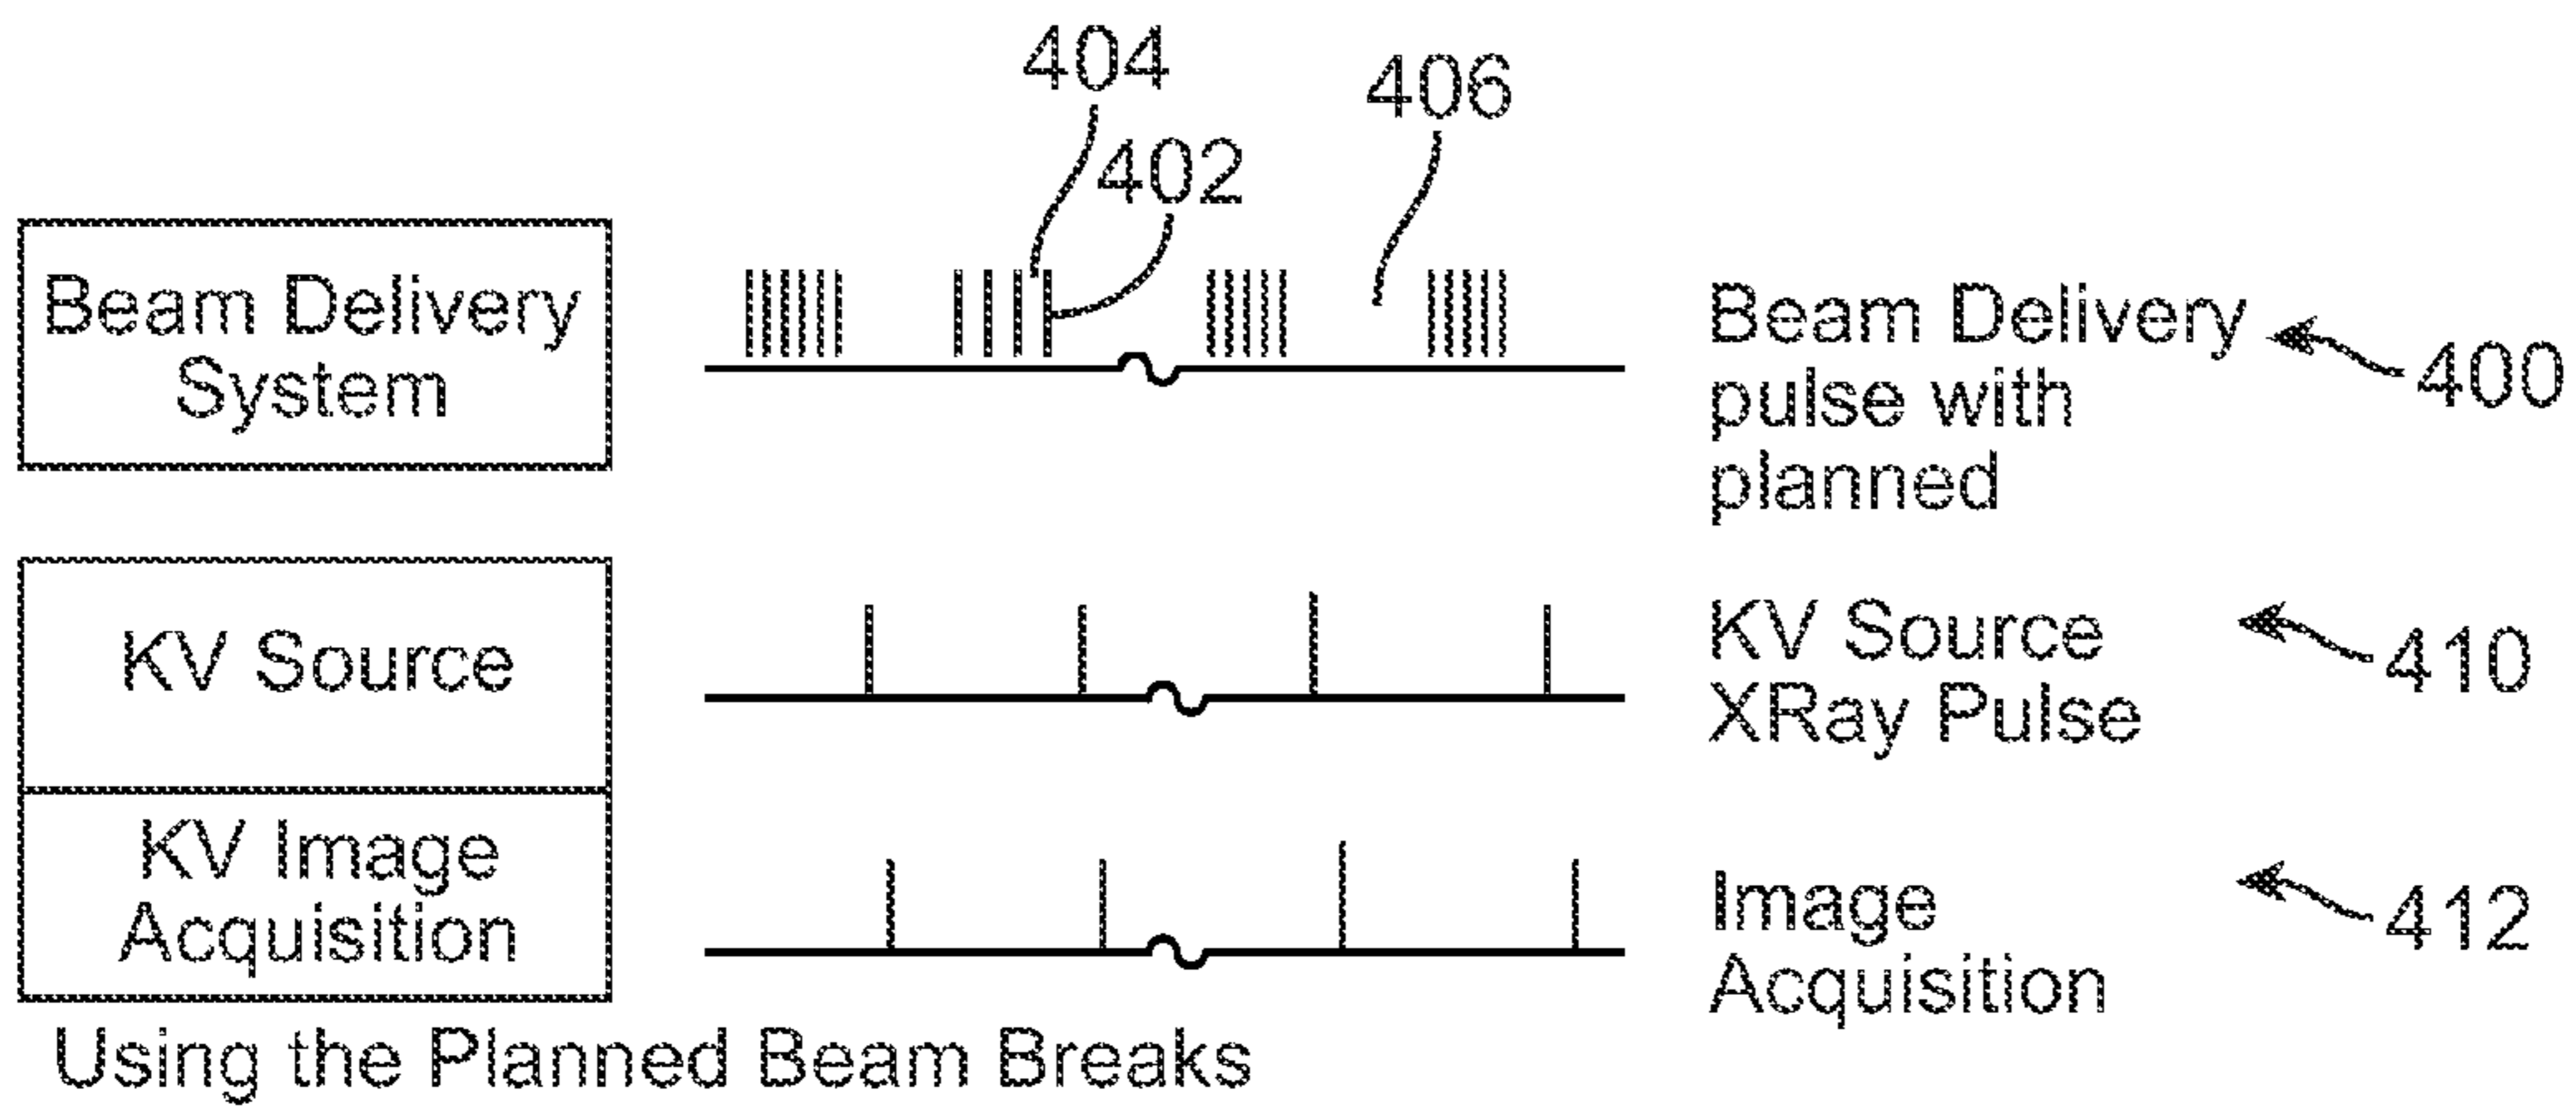 404
406
402
Beam Delivery
System
Beam Delivery
pulse with
planned
400
KV Source
KV Source
XRay Pulse
410
KV Image
Acquisition
Image
Acquisition
412
Using the Planned Beam Breaks